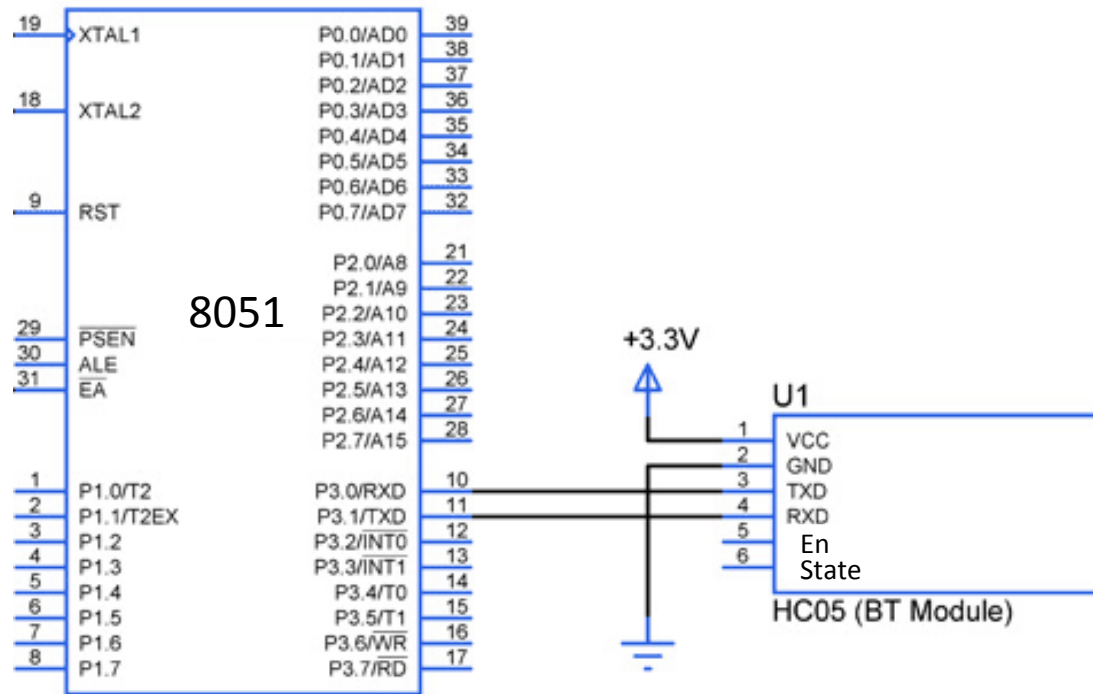 19 XTAL1 P0.0/AD0 39
P0.1/AD1 38
P0.2/AD2 37
18 XTAL2 P0.3/AD3 36
P0.4/AD4 35
P0.5/AD5 34
P0.6/AD6 33
9 RST P0.7/AD7 32
P2.0/A8 21
P2.1/A9 22
8051 P2.2/A10 23
29 PSEN P2.3/A11 24
30 ALE P2.4/A12 25
31 EA P2.5/A13 26
P2.6/A14 27
P2.7/A15 28
1 P1.0/T2 P3.0/RXD 10
2 P1.1/T2EX P3.1/TXD 11
3 P1.2 P3.2/INT0 12
4 P1.3 P3.3/INT1 13
5 P1.4 P3.4/T0 14
6 P1.5 P3.5/T1 15
7 P1.6 P3.6/WR 16
8 P1.7 P3.7/RD 17
+3.3V
U1
1 VCC
2 GND
3 TXD
4 RXD
5 En
6 State
HC05 (BT Module)